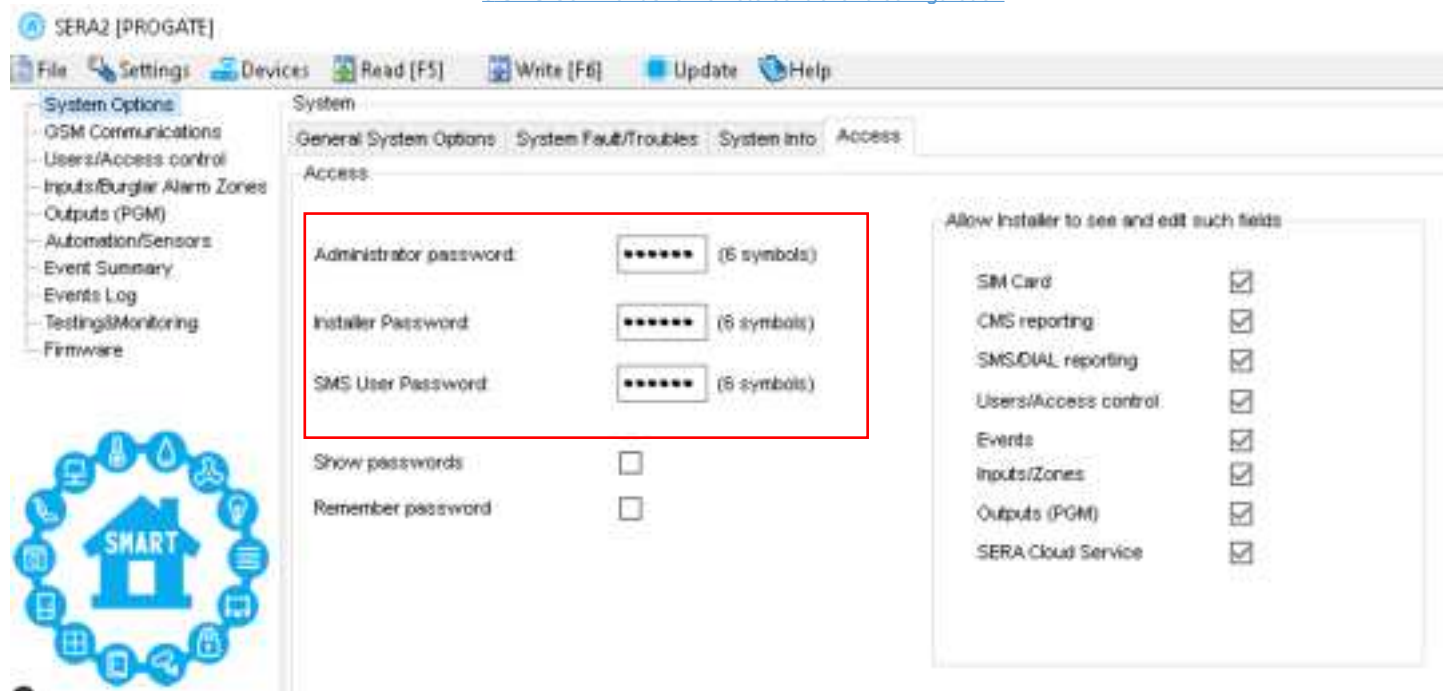 SERA2 [PROGATE]
File Settings Devices Read [F5] Write [F6] Update Help
System Options
GSM Communications
Users/Access control
Inputs/Burglar Alarm Zones
Outputs (PGM)
Automation/Sensors
Event Summary
Events Log
Testing&Monitoring
Firmware
SMART
System
General System Options System Fault/Troubles System Info Access
Access
Administrator password: •••••• (6 symbols)
Installer Password •••••• (6 symbols)
SMS User Password •••••• (6 symbols)
Show passwords
Remember password
Allow Installer to see and edit such fields
SIM Card
CMS reporting
SMS/DIAL reporting
Users/Access control
Events
Inputs/Zones
Outputs (PGM)
SERA Cloud Service